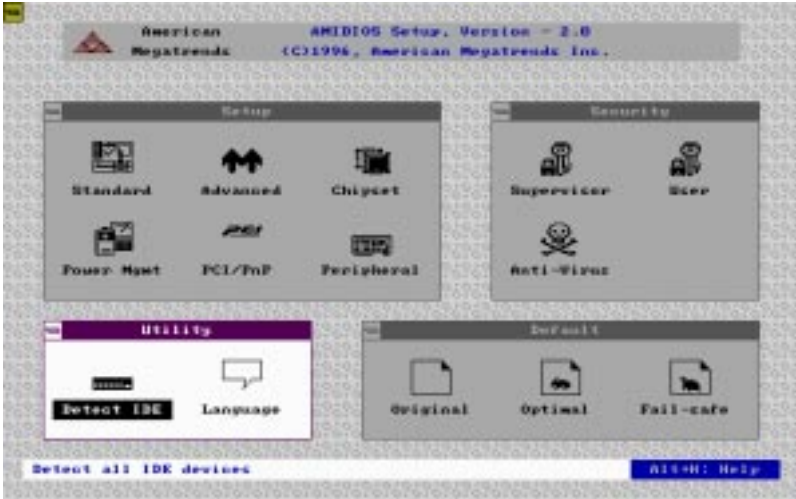 American
Megatrends
AMIBIOS Setup, Version - 2.0
(C)1996, American Megatrends Inc.
Setup
Standard
Advanced
Chipset
Power Mgmt
PCI
PCI/PnP
Peripheral
Security
Supervisor
User
Anti-Virus
Utility
Detect IDE
Language
Default
Original
Optimal
Fail-safe
Detect all IDE devices
Alt+H: Help